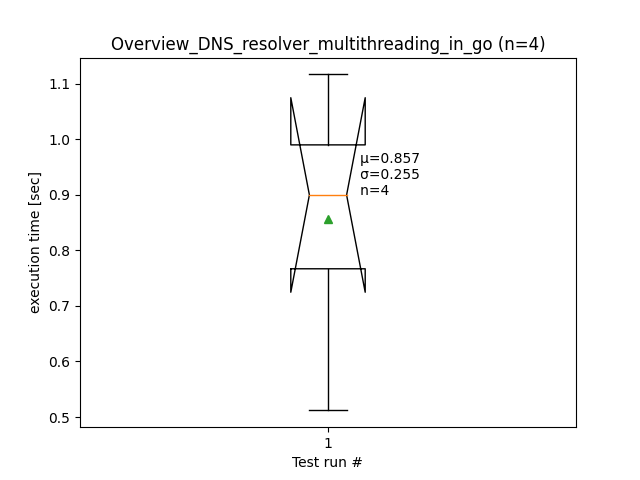 Overview_DNS_resolver_multithreading_in_go (n=4)
1.1
1.0
0.9
0.8
0.7
0.6
0.5
execution time [sec]
μ=0.857
σ=0.255
n=4
1
Test run #